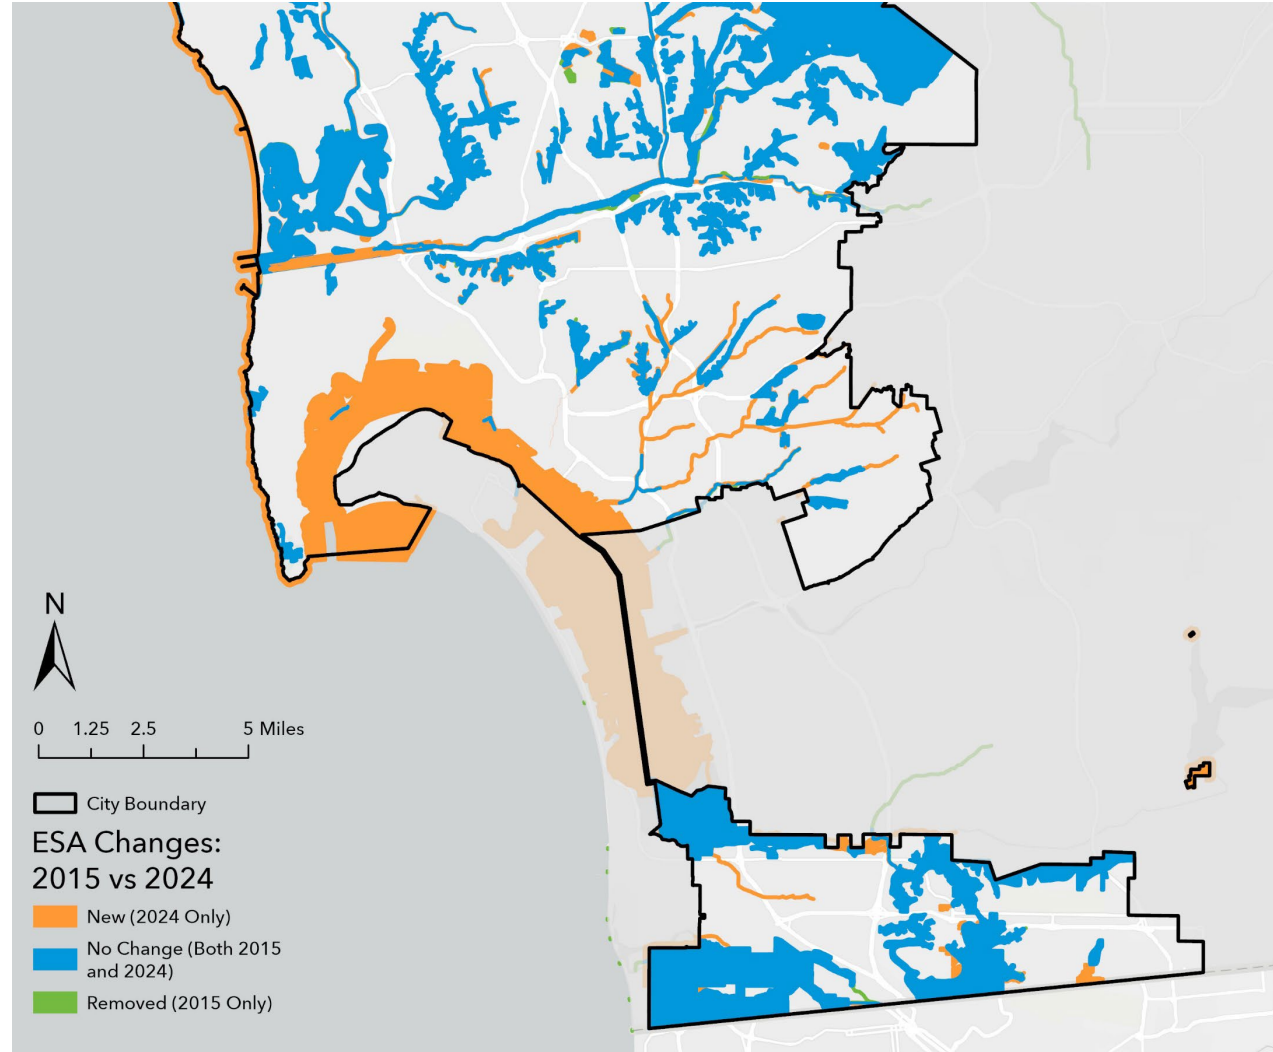 N
0 1.25 2.5 5 Miles
City Boundary
ESA Changes:
2015 vs 2024
New (2024 Only)
No Change (Both 2015
and 2024)
Removed (2015 Only)